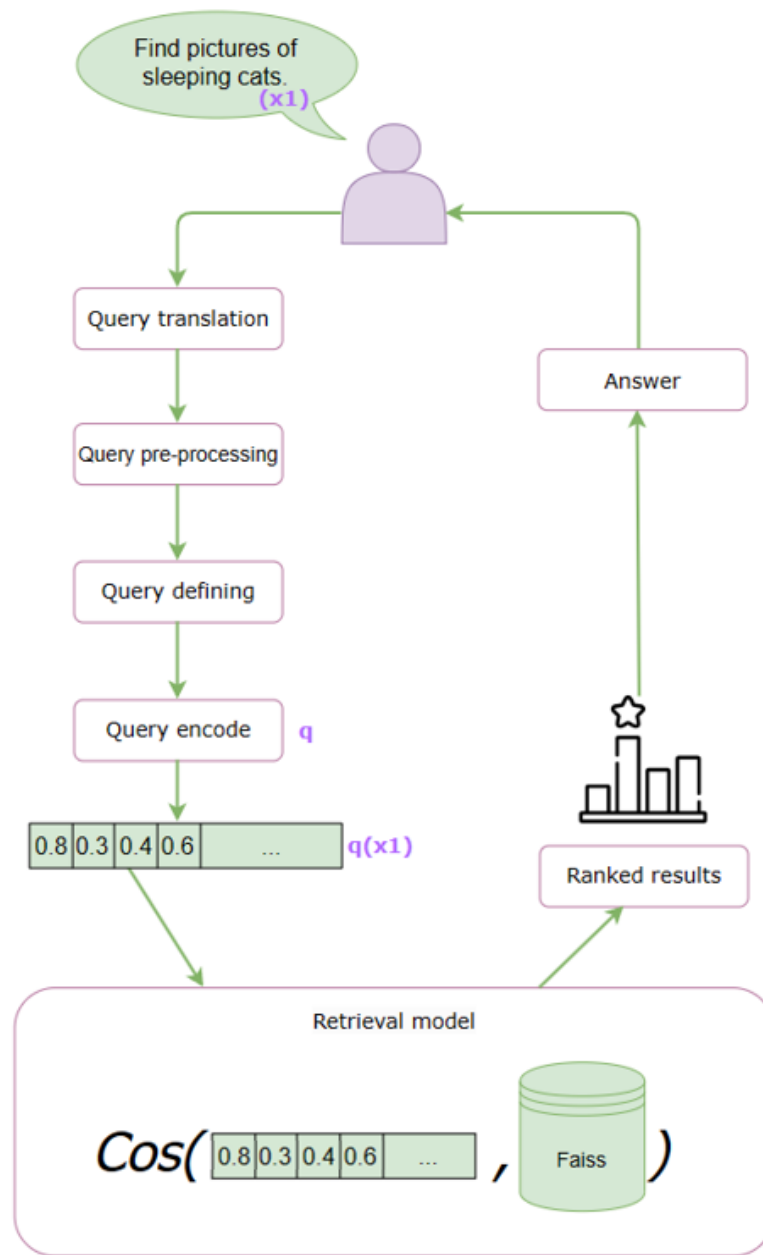 Find pictures of
sleeping cats.
(x1)
Query translation
Answer
Query pre-processing
Query defining
Query encode q
0.8 0.3 0.4 0.6 ... q(x1)
Ranked results
Retrieval model
Cos( 0.8 0.3 0.4 0.6 ... , Faiss )